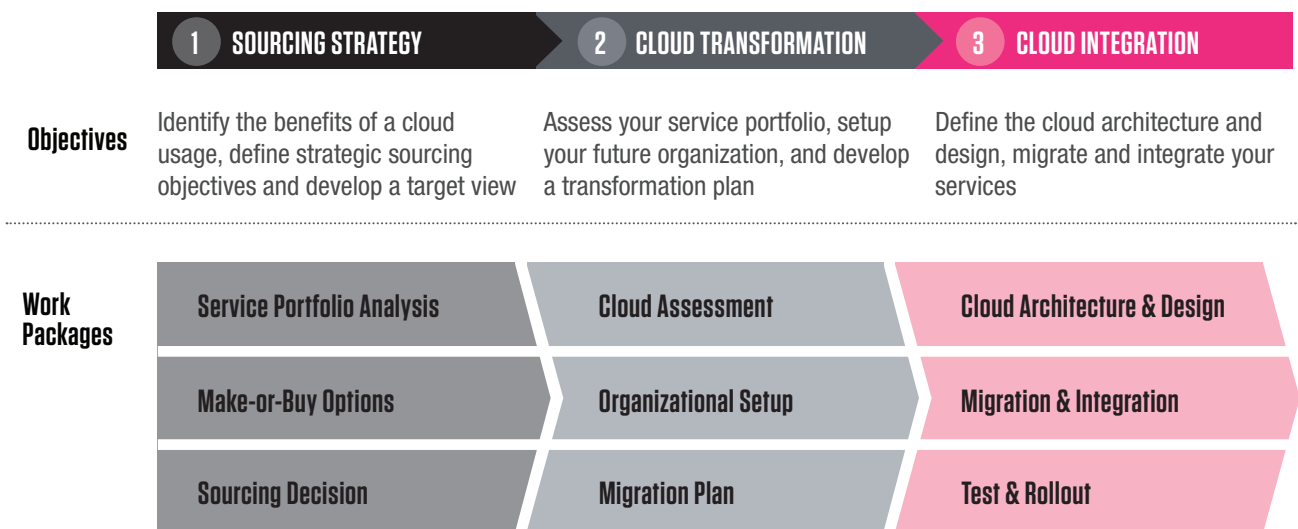 1 SOURCING STRATEGY
2 CLOUD TRANSFORMATION
3 CLOUD INTEGRATION
Objectives
Identify the benefits of a cloud
usage, define strategic sourcing
objectives and develop a target view
Assess your service portfolio, setup
your future organization, and develop
a transformation plan
Define the cloud architecture and
design, migrate and integrate your
services
Work
Packages
Service Portfolio Analysis
Cloud Assessment
Cloud Architecture & Design
Make-or-Buy Options
Organizational Setup
Migration & Integration
Sourcing Decision
Migration Plan
Test & Rollout